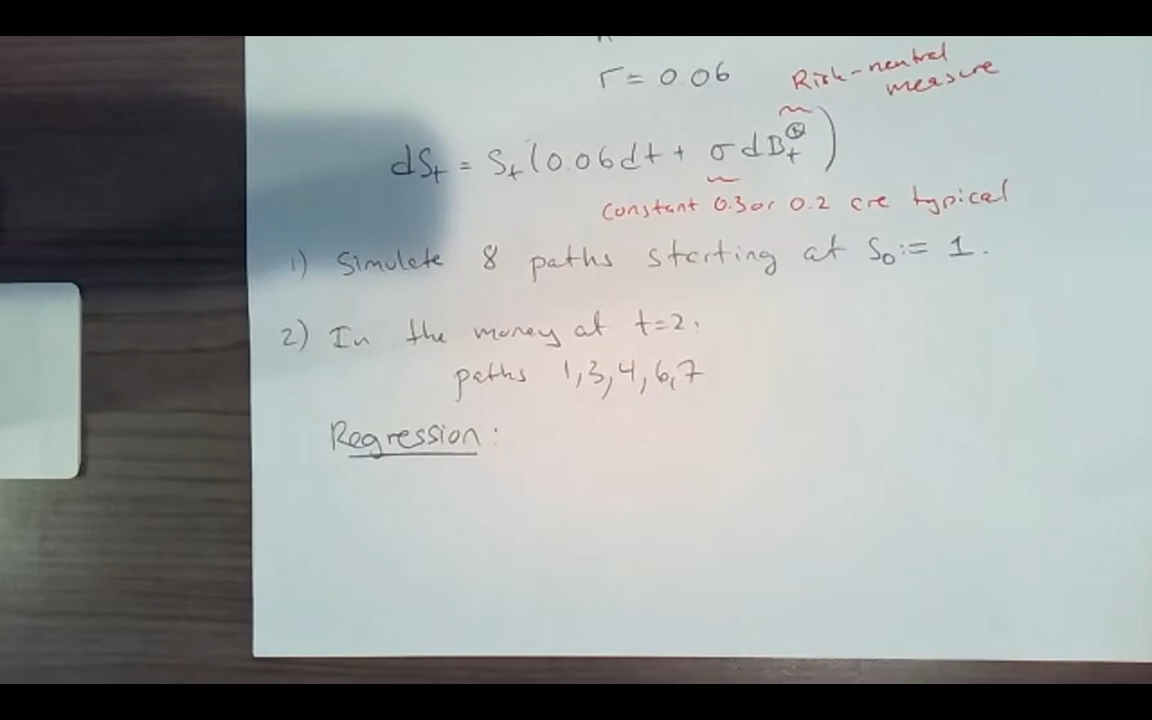 r = 0.06
Risk-neutral
measure
dS_t = S_t (0.06dt + σ dB_t^Q)
Constant 0.3 or 0.2 are typical
1) Simulate 8 paths starting at S_0 := 1.
2) In the money at t=2:
paths 1,3,4,6,7
Regression: